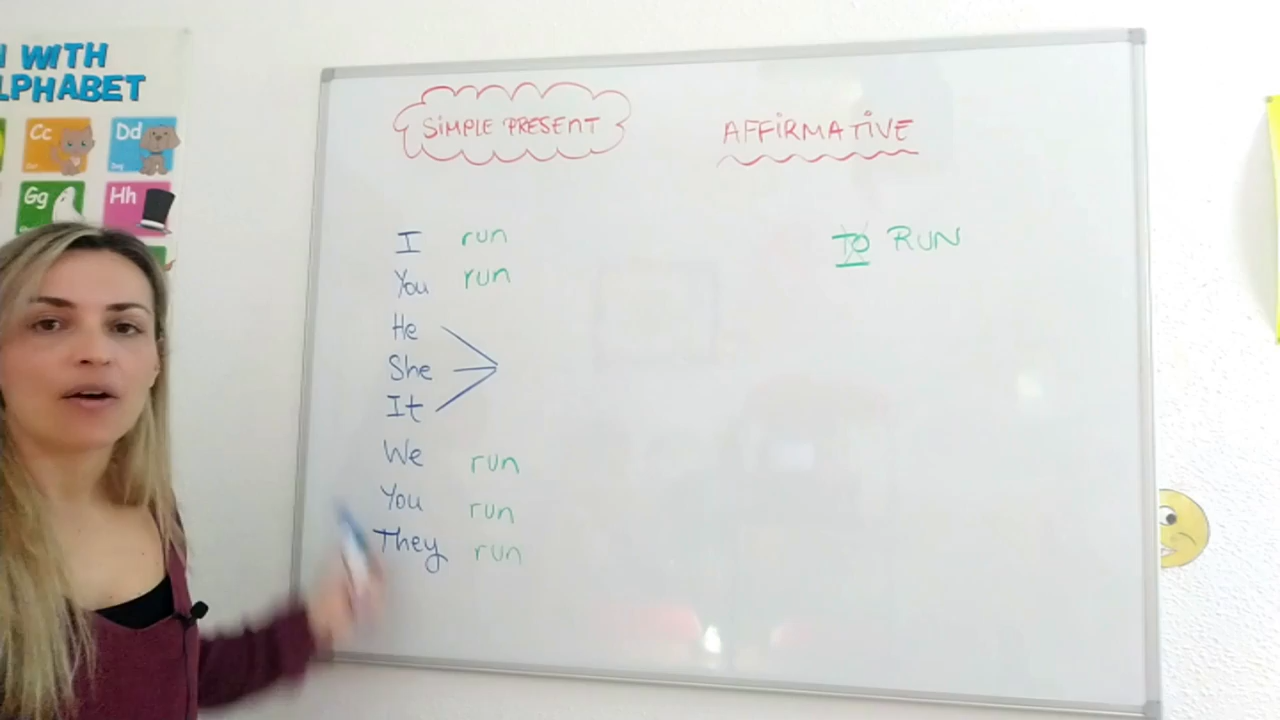 WITH
LPHABET
Cc
Dd
Gg
Hh
SIMPLE PRESENT
AFFIRMATIVE
TO RUN
I run
You run
He
She
It
We run
You run
They run